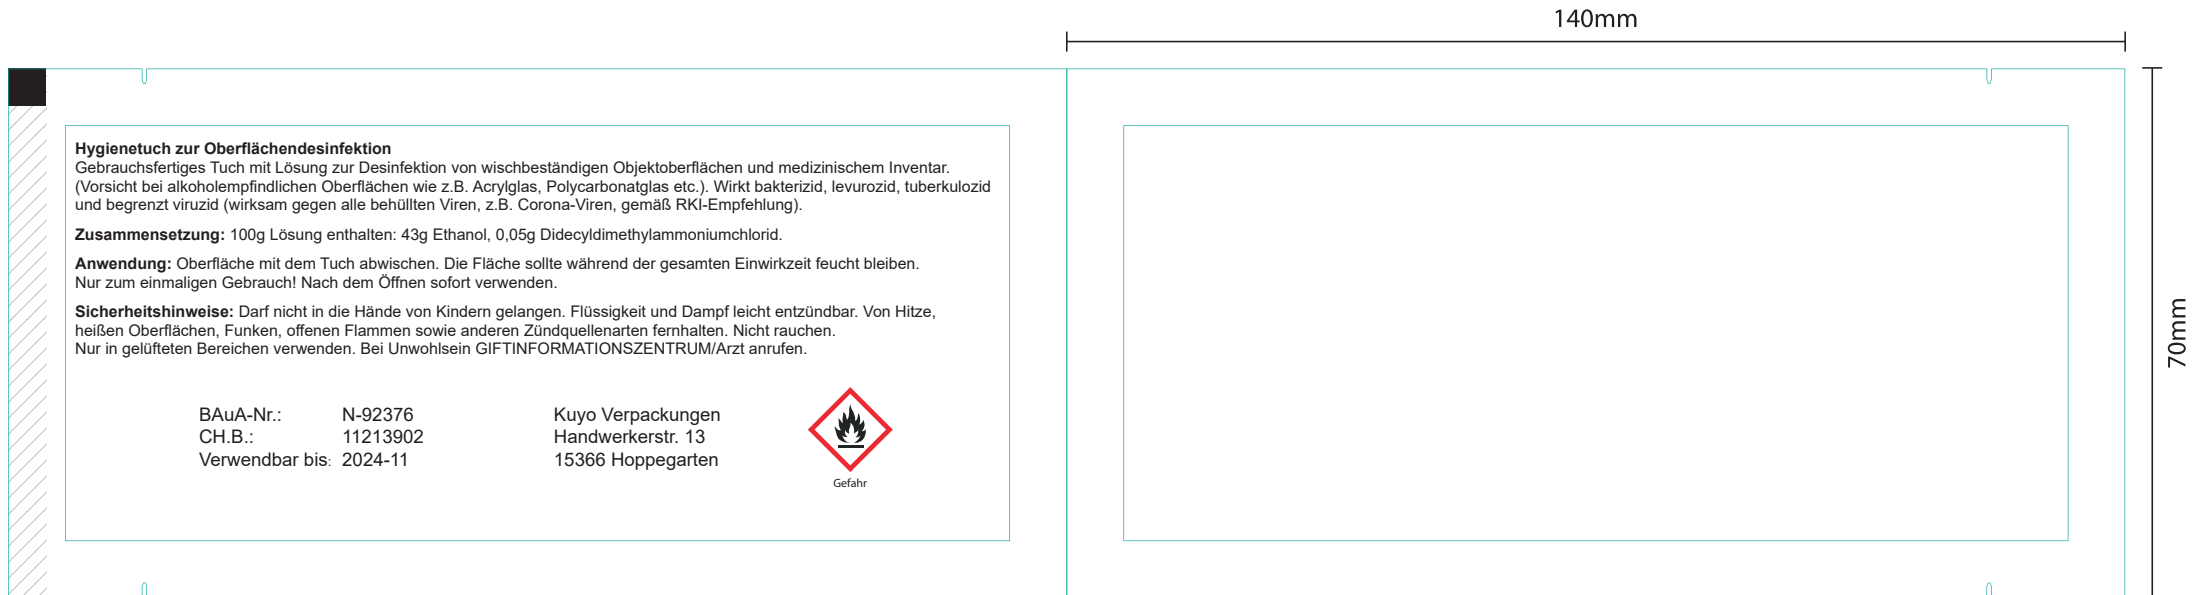 140mm
70mm
Hygienetuch zur Oberflächendesinfektion
Gebrauchsfertiges Tuch mit Lösung zur Desinfektion von wischbeständigen Objektoberflächen und medizinischem Inventar.
(Vorsicht bei alkoholempfindlichen Oberflächen wie z.B. Acrylglas, Polycarbonatglas etc.). Wirkt bakterizid, levurozid, tuberkulozid
und begrenzt viruzid (wirksam gegen alle behüllten Viren, z.B. Corona-Viren, gemäß RKI-Empfehlung).
Zusammensetzung: 100g Lösung enthalten: 43g Ethanol, 0,05g Didecyldimethylammoniumchlorid.
Anwendung: Oberfläche mit dem Tuch abwischen. Die Fläche sollte während der gesamten Einwirkzeit feucht bleiben.
Nur zum einmaligen Gebrauch! Nach dem Öffnen sofort verwenden.
Sicherheitshinweise: Darf nicht in die Hände von Kindern gelangen. Flüssigkeit und Dampf leicht entzündbar. Von Hitze,
heißen Oberflächen, Funken, offenen Flammen sowie anderen Zündquellenarten fernhalten. Nicht rauchen.
Nur in gelüfteten Bereichen verwenden. Bei Unwohlsein GIFTINFORMATIONSZENTRUM/Arzt anrufen.
BAuA-Nr.: N-92376
CH.B.: 11213902
Verwendbar bis: 2024-11
Kuyo Verpackungen
Handwerkerstr. 13
15366 Hoppegarten
Gefahr